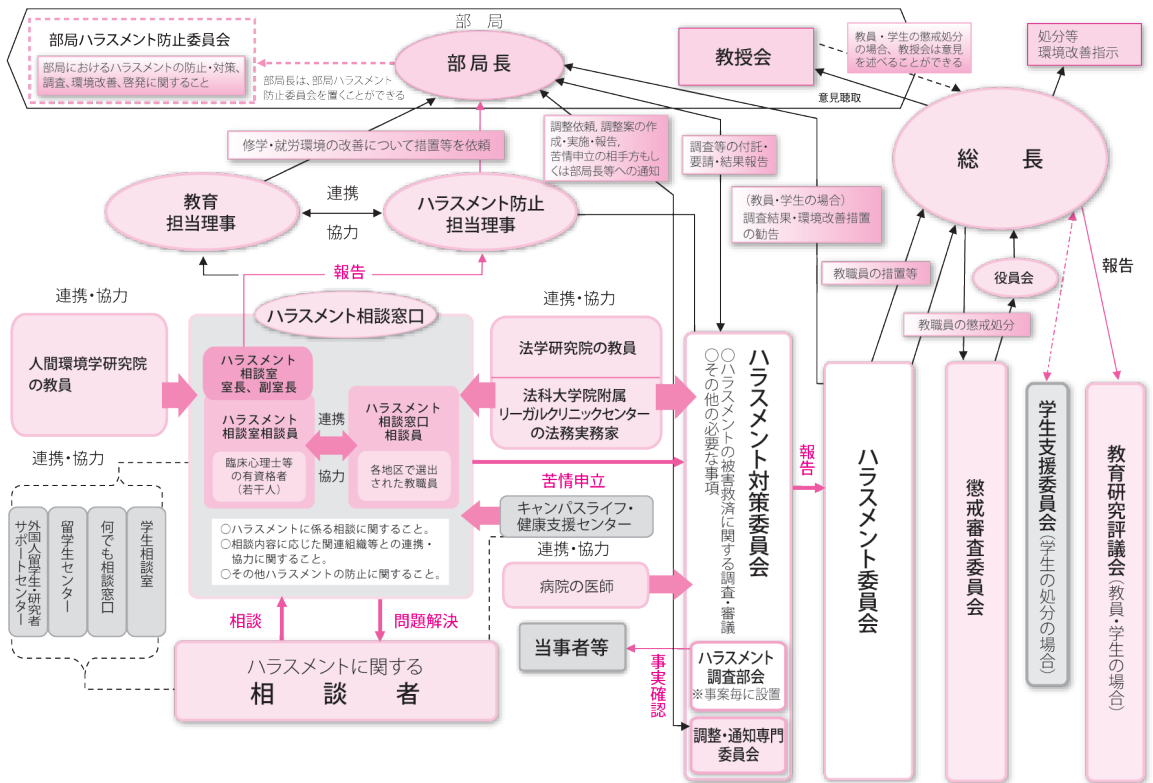 部 局
部局ハラスメント防止委員会
部局におけるハラスメントの防止・対策、
調査、環境改善、啓発に関すること
部局長は、部局ハラスメント
防止委員会を置くことができる
部局長
教授会
教員・学生の懲戒処分
の場合、教授会は意見
を述べることができる
処分等
環境改善指示
意見聴取
総 長
修学・就労環境の改善について措置等を依頼
調整依頼，調整案の作
成・実施・報告，
苦情申立の相手方もし
くは部局長等への通知
調査等の付託・
要請・結果報告
(教員・学生の場合)
調査結果・環境改善措置
の勧告
教育
担当理事
連携
協力
ハラスメント防止
担当理事
報告
教職員の措置等
役員会
報告
教職員の懲戒処分
連携・協力
人間環境学研究院
の教員
ハラスメント相談窓口
ハラスメント
相談室
室長、副室長
ハラスメント
相談室相談員
臨床心理士等
の有資格者
（若干人）
連携
協力
ハラスメント
相談窓口
相談員
各地区で選出
された教職員
○ハラスメントに係る相談に関すること。
○相談内容に応じた関連組織等との連携・
協力に関すること。
○その他ハラスメントの防止に関すること。
連携・協力
法学研究院の教員
法科大学院附属
リーガルクリニックセンター
の法務実務家
苦情申立
キャンパスライフ・
健康支援センター
連携・協力
病院の医師
連携・協力
外国人留学生・研究者
サポートセンター
留学生センター
何でも相談窓口
学生相談室
相談
問題解決
ハラスメントに関する
相 談 者
当事者等
事実確認
ハラスメント対策委員会
○ハラスメントの被害救済に関する調査・審議
○その他の必要な事項
ハラスメント
調査部会
※事案毎に設置
調整・通知専門
委員会
報告
ハラスメント委員会
懲戒審査委員会
学生支援委員会（学生の処分の場合）
教育研究評議会（教員・学生の場合）